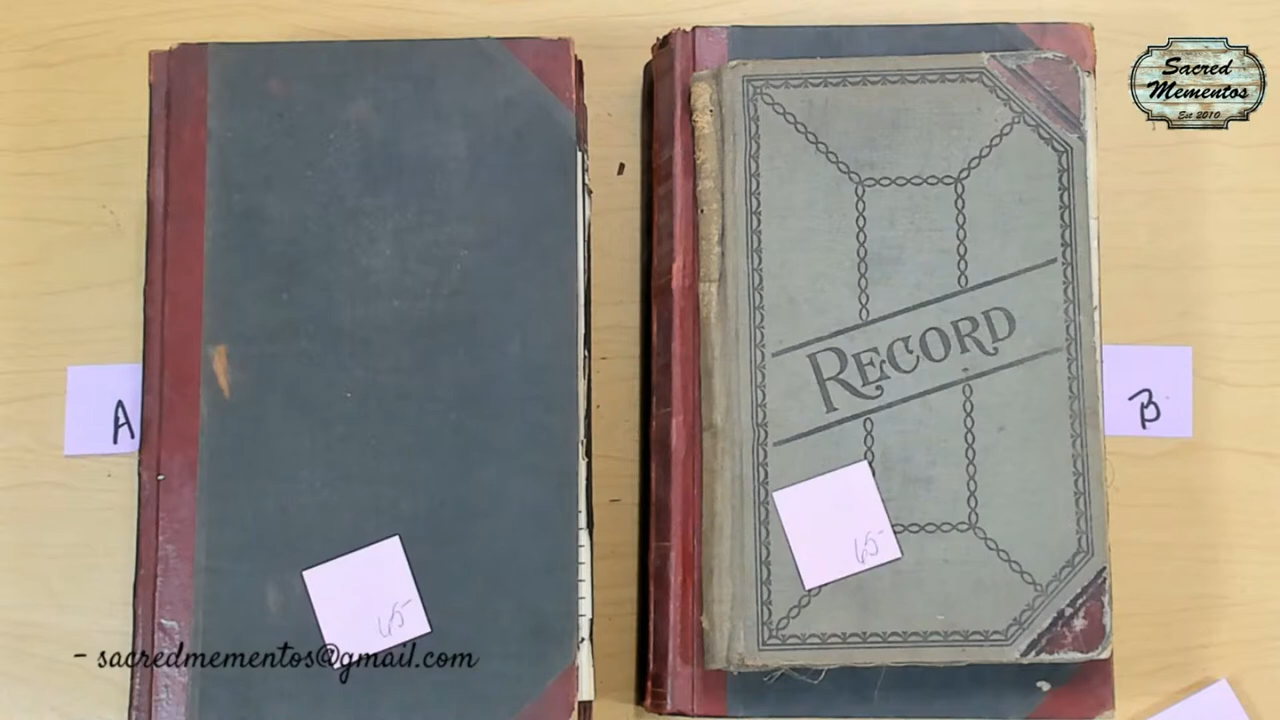 Sacred
Mementos
Est 2010
RECORD
A
B
65-
65-
- sacredmementos@gmail.com